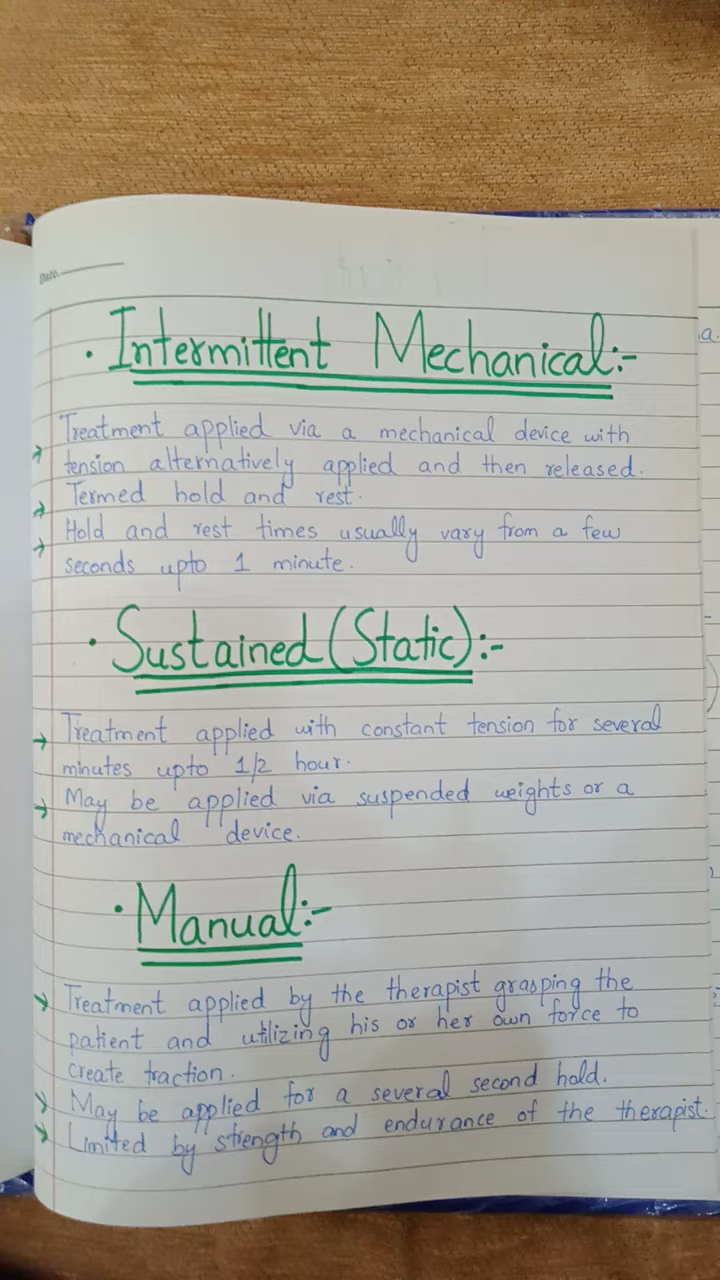 Date.
• Intermittent Mechanical:-
→ Treatment applied via a mechanical device with
tension alternatively applied and then released.
→ Termed hold and rest.
→ Hold and rest times usually vary from a few
seconds upto 1 minute.
• Sustained (Static):-
→ Treatment applied with constant tension for several
minutes upto 1/2 hour.
→ May be applied via suspended weights or a
mechanical device.
• Manual:-
→ Treatment applied by the therapist grasping the
patient and utilizing his or her own force to
create traction.
→ May be applied for a several second hold.
→ Limited by strength and endurance of the therapist.